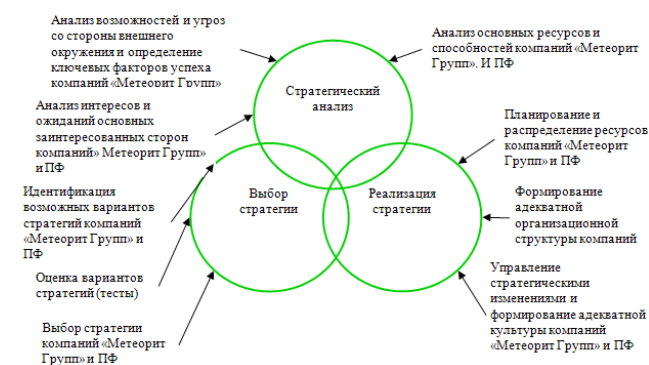 Анализ возможностей и угроз
со стороны внешнего
окружения и определение
ключевых факторов успеха
компаний «Метеорит Групп»
Анализ основных ресурсов и
способностей компаний «Метеорит
Групп». И ПФ
Стратегический
анализ
Анализ интересов и
ожиданий основных
заинтересованных сторон
компаний» Метеорит Групп»
и ПФ
Планирование и
распределение ресурсов
компаний «Метеорит
Групп» и ПФ
Идентификация
возможных вариантов
стратегий компаний
«Метеорит Групп» и
ПФ
Выбор
стратегии
Реализация
стратегии
Формирование
адекватной
организационной
структуры компаний
Оценка вариантов
стратегий (тесты)
Управление
стратегическими
изменениями и
формирование адекватной
культуры компаний
«Метеорит Групп» и ПФ
Выбор стратегии
компаний «Метеорит
Групп» и ПФ